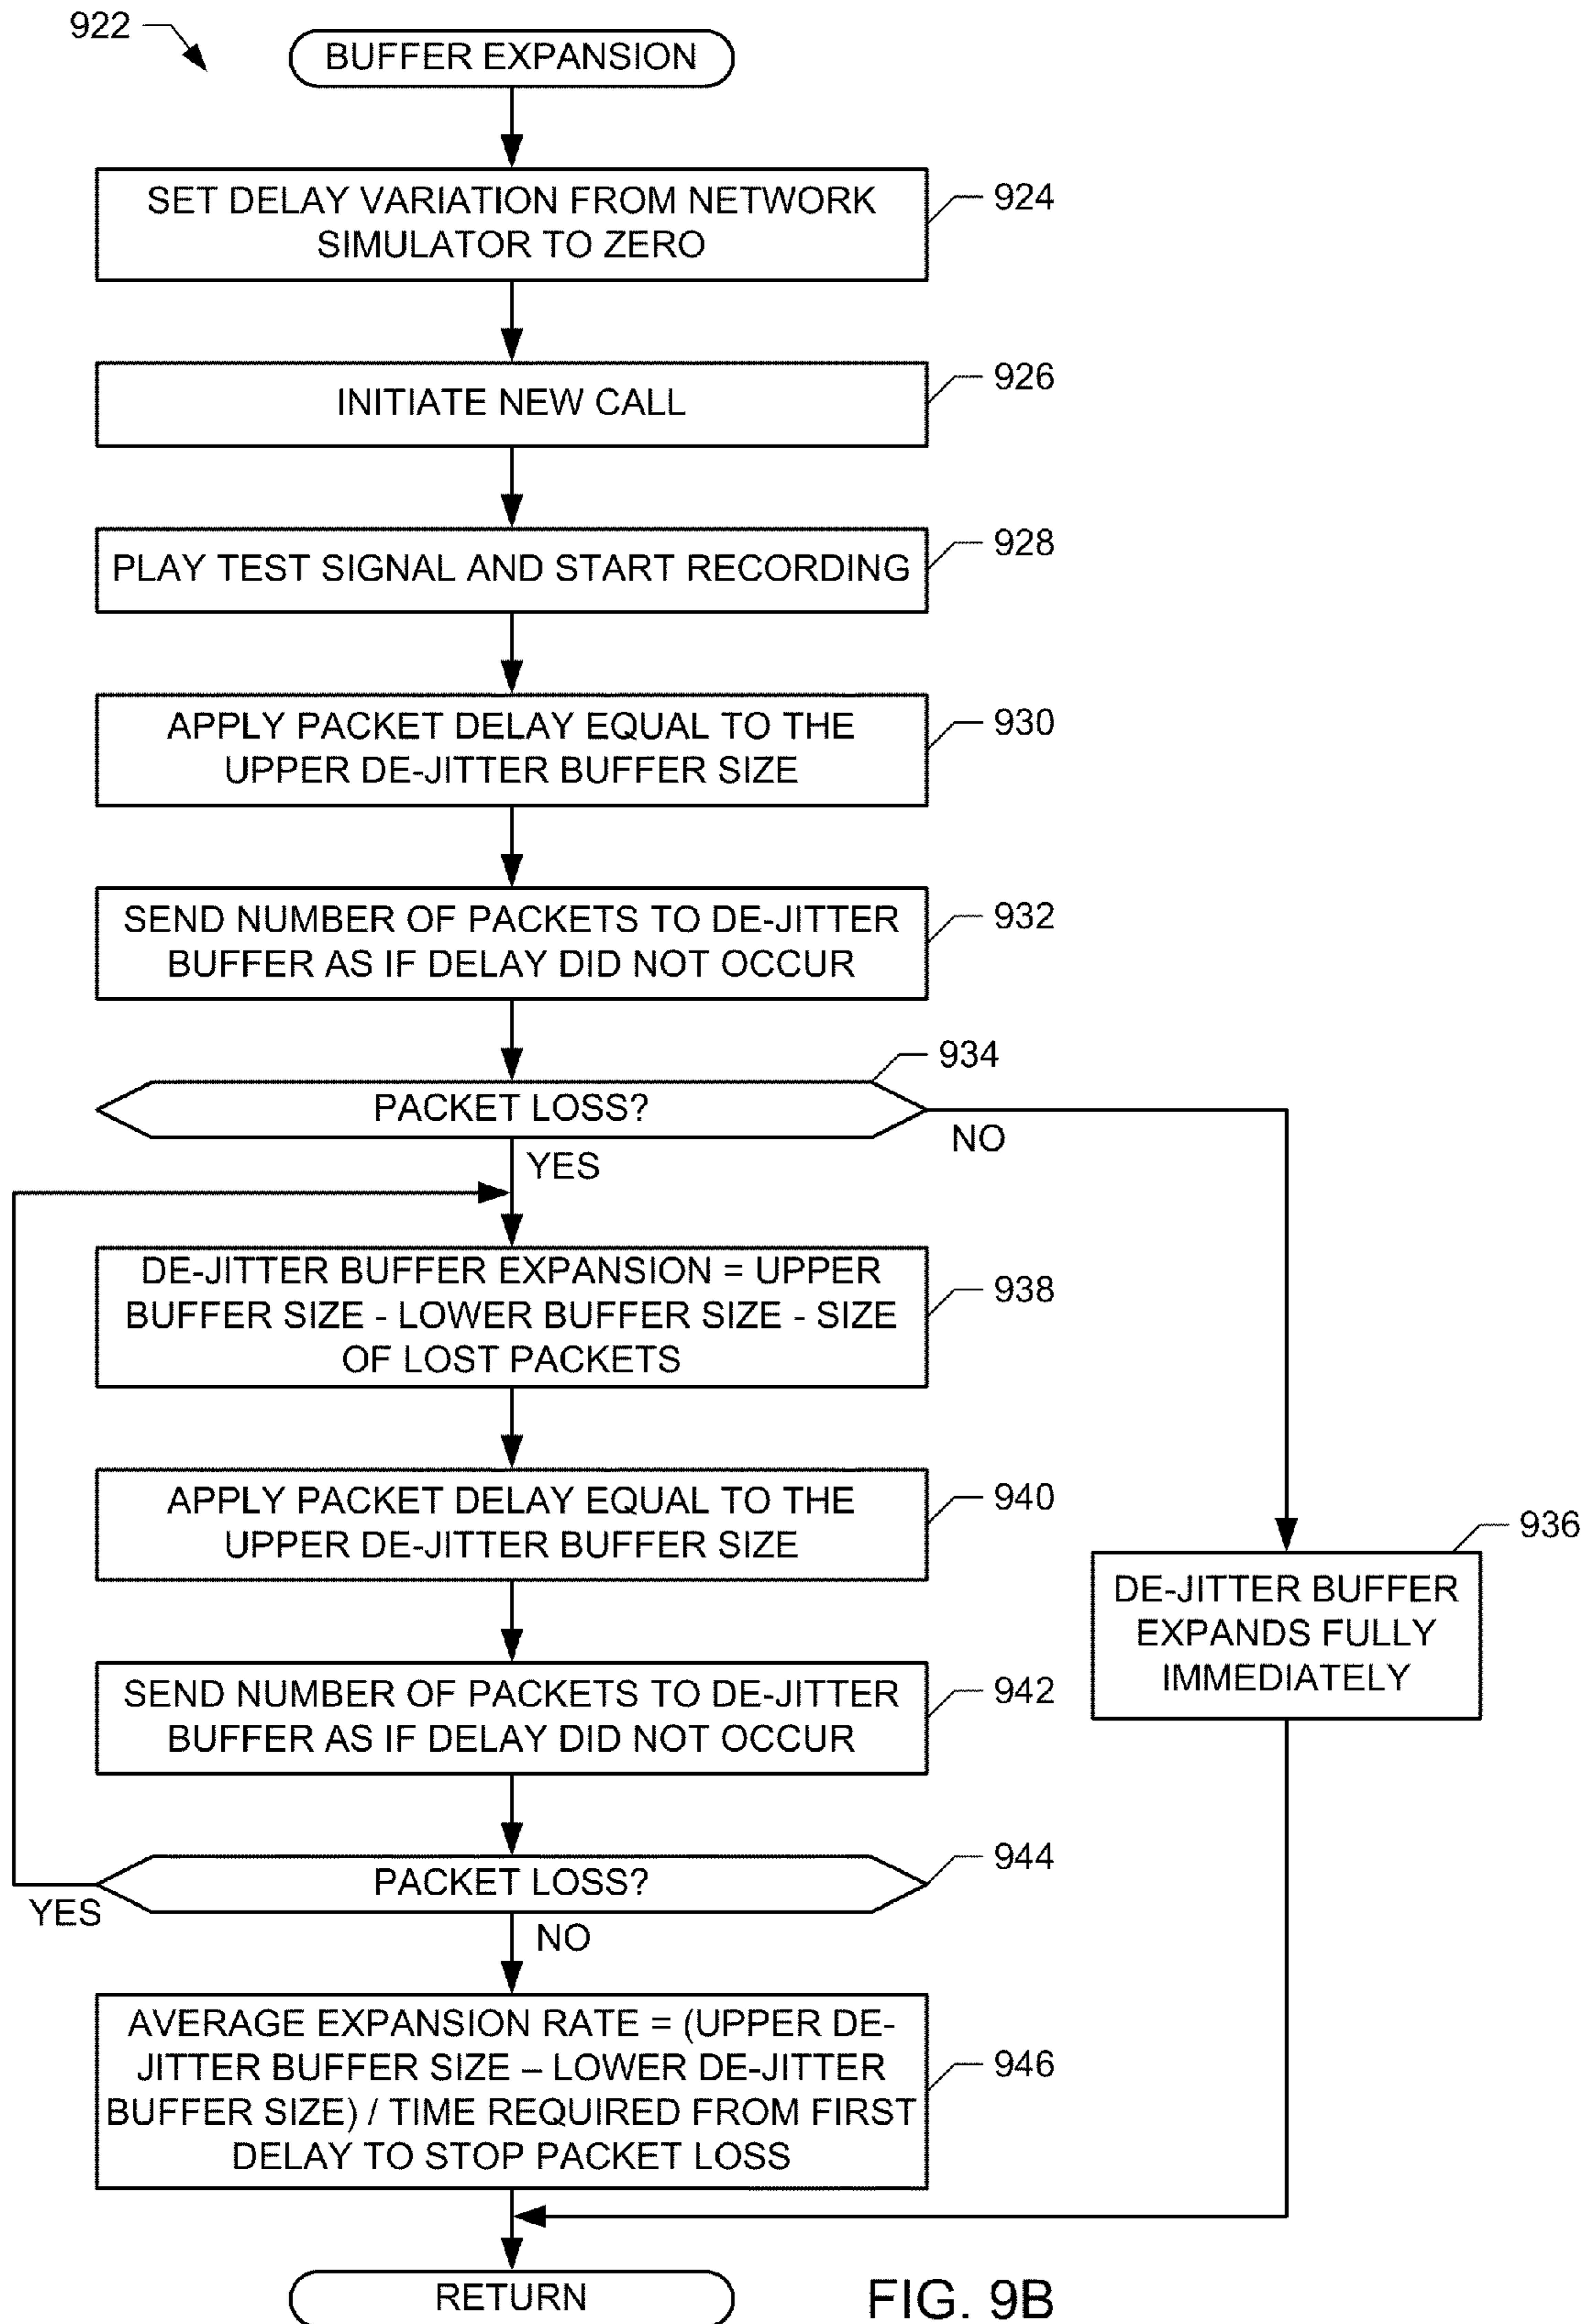 922
BUFFER EXPANSION
SET DELAY VARIATION FROM NETWORK
SIMULATOR TO ZERO
924
INITIATE NEW CALL
926
PLAY TEST SIGNAL AND START RECORDING
928
APPLY PACKET DELAY EQUAL TO THE
UPPER DE-JITTER BUFFER SIZE
930
SEND NUMBER OF PACKETS TO DE-JITTER
BUFFER AS IF DELAY DID NOT OCCUR
932
934
PACKET LOSS?
NO
YES
DE-JITTER BUFFER EXPANSION = UPPER
BUFFER SIZE - LOWER BUFFER SIZE - SIZE
OF LOST PACKETS
938
APPLY PACKET DELAY EQUAL TO THE
UPPER DE-JITTER BUFFER SIZE
940
936
DE-JITTER BUFFER
EXPANDS FULLY
IMMEDIATELY
SEND NUMBER OF PACKETS TO DE-JITTER
BUFFER AS IF DELAY DID NOT OCCUR
942
PACKET LOSS?
944
YES
NO
AVERAGE EXPANSION RATE = (UPPER DE-
JITTER BUFFER SIZE – LOWER DE-JITTER
BUFFER SIZE) / TIME REQUIRED FROM FIRST
DELAY TO STOP PACKET LOSS
946
RETURN
FIG. 9B